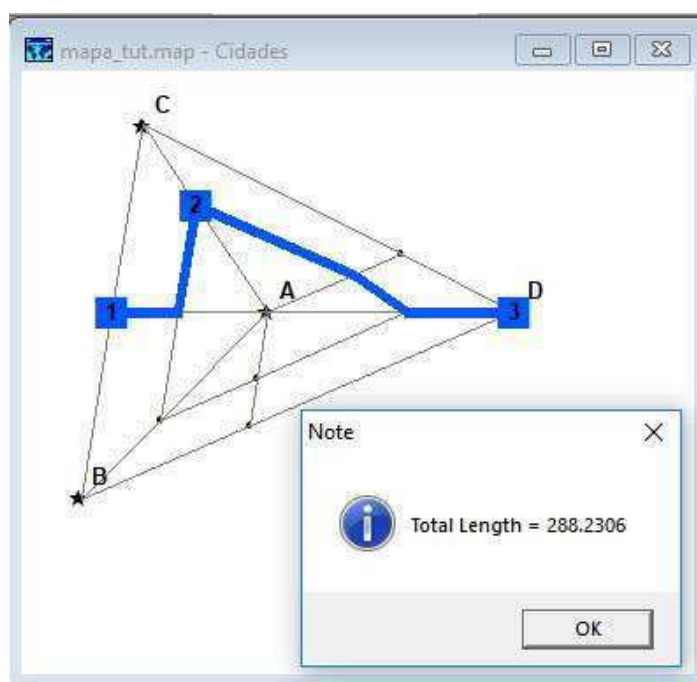 mapa_tut.map - Cidades
C
2
A
1
D
3
B
Note
Total Length = 288.2306
OK